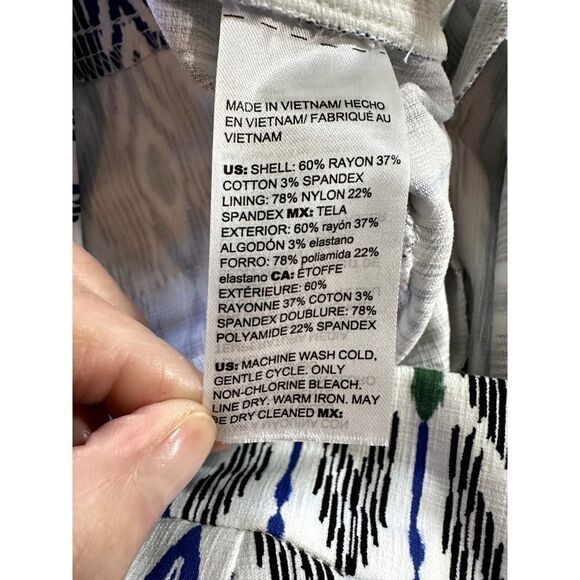 MADE IN VIETNAM/ HECHO
EN VIETNAM/ FABRIQUÉ AU
VIETNAM
US: SHELL: 60% RAYON 37%
COTTON 3% SPANDEX
LINING: 78% NYLON 22%
SPANDEX MX: TELA
EXTERIOR: 60% rayón 37%
ALGODÓN 3% elastano
FORRO: 78% poliamida 22%
elastano CA: ÉTOFFE
EXTÉRIEURE: 60%
RAYONNE 37% COTON 3%
SPANDEX DOUBLURE: 78%
POLYAMIDE 22% SPANDEX
US: MACHINE WASH COLD,
GENTLE CYCLE. ONLY
NON-CHLORINE BLEACH.
LINE DRY. WARM IRON. MAY
BE DRY CLEANED MX: